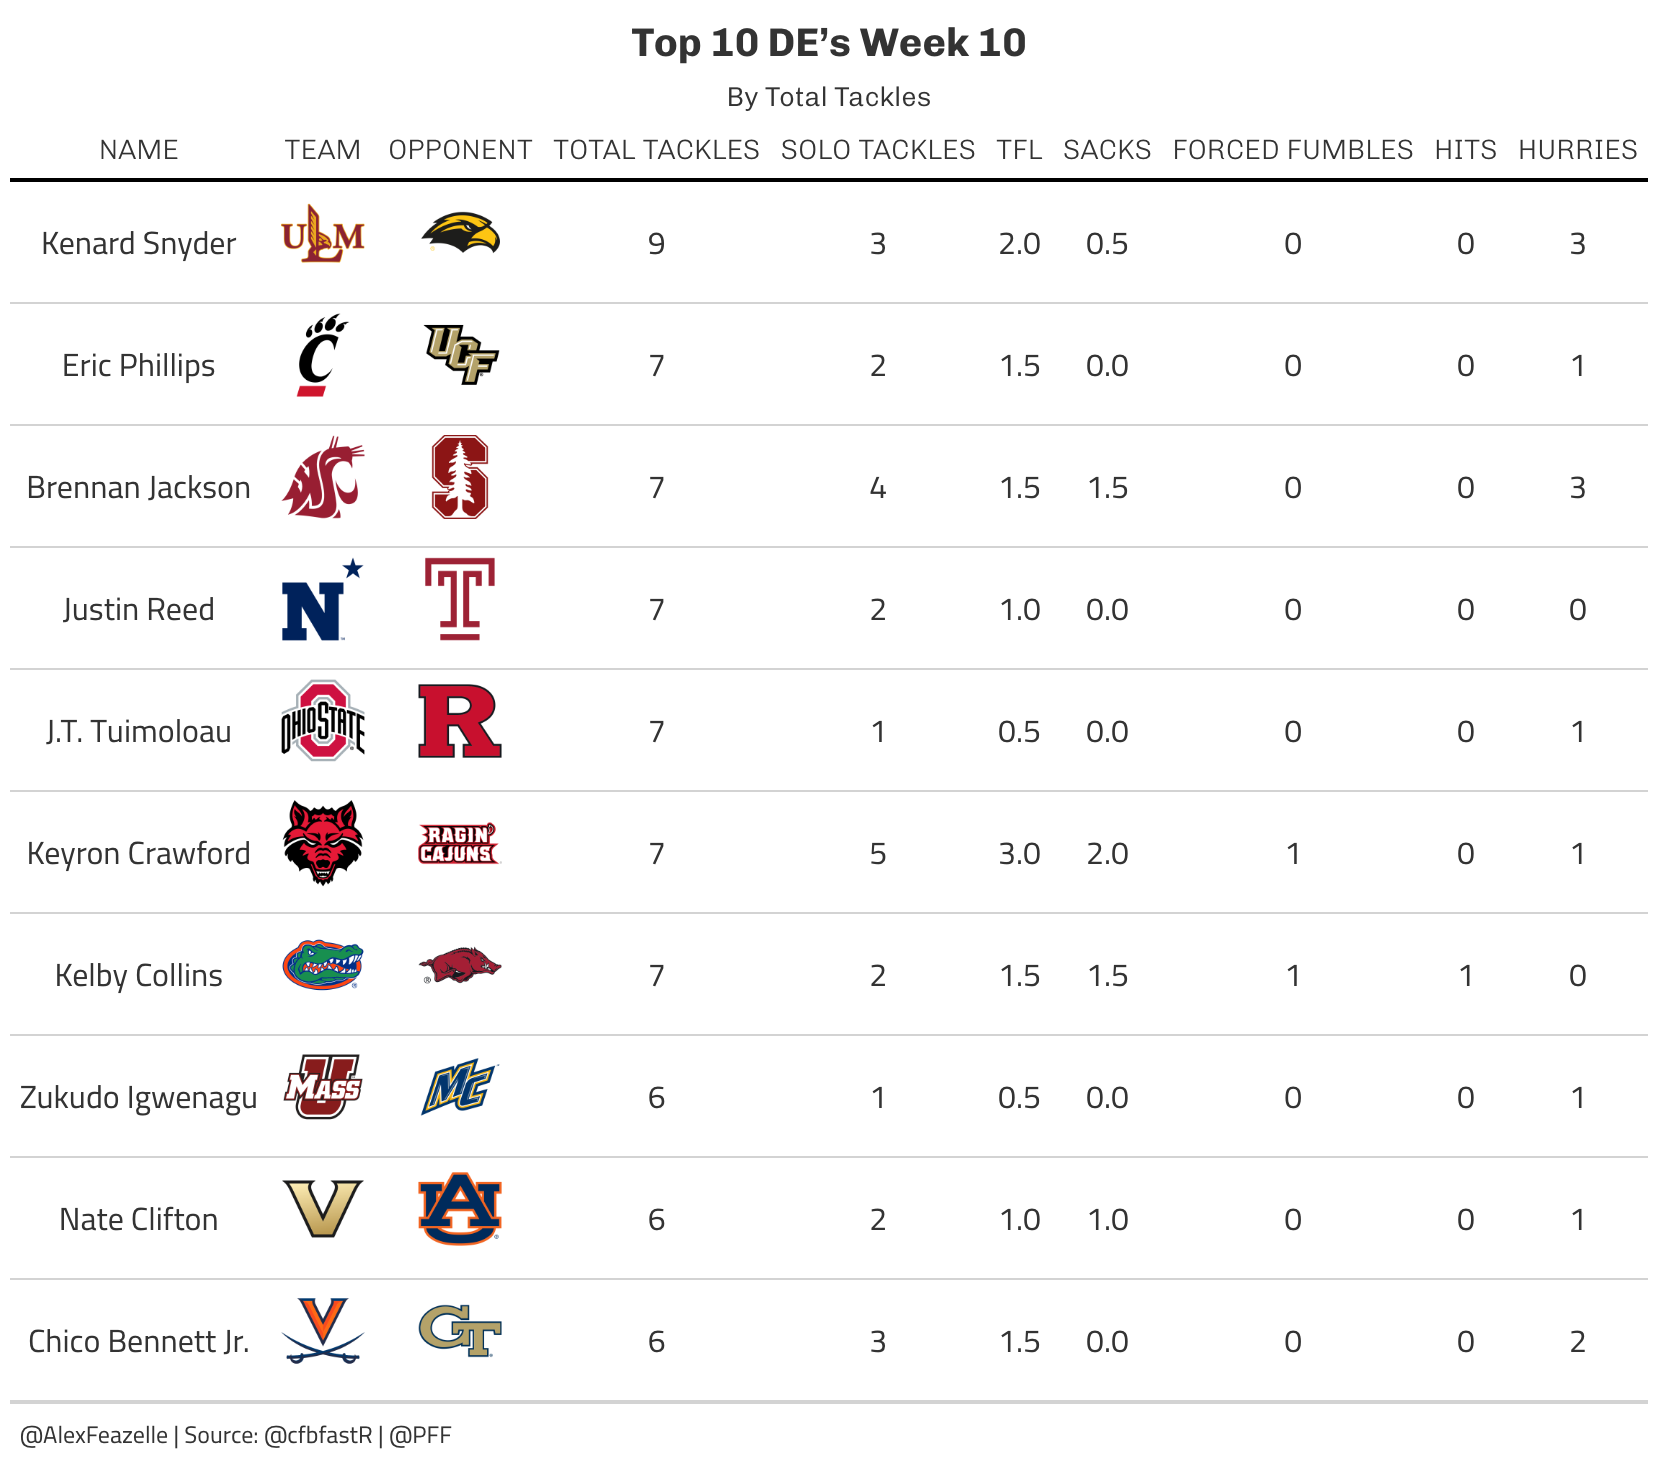 Top 10 DE’s Week 10
By Total Tackles
NAME TEAM OPPONENT TOTAL TACKLES SOLO TACKLES TFL SACKS FORCED FUMBLES HITS HURRIES
Kenard Snyder ULM 9 3 2.0 0.5 0 0 3
Eric Phillips C UCF 7 2 1.5 0.0 0 0 1
Brennan Jackson WSC S 7 4 1.5 1.5 0 0 3
Justin Reed N T 7 2 1.0 0.0 0 0 0
J.T. Tuimoloau OHIO STATE R 7 1 0.5 0.0 0 0 1
Keyron Crawford RAGIN' CAJUNS 7 5 3.0 2.0 1 0 1
Kelby Collins 7 2 1.5 1.5 1 1 0
Zukudo Igwenagu UMASS MC 6 1 0.5 0.0 0 0 1
Nate Clifton V AU 6 2 1.0 1.0 0 0 1
Chico Bennett Jr. V GT 6 3 1.5 0.0 0 0 2
@AlexFeazelle | Source: @cfbfastR | @PFF